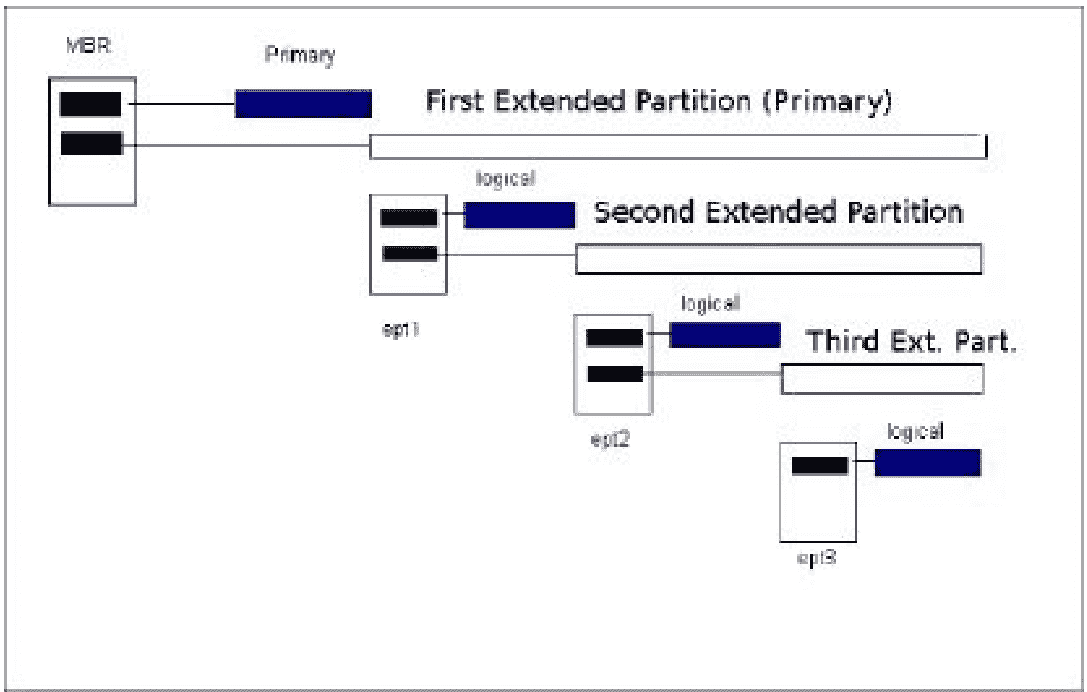 MBR
Primary
First Extended Partition (Primary)
logical
Second Extended Partition
ept1
logical
Third Ext. Part.
ept2
logical
ept3